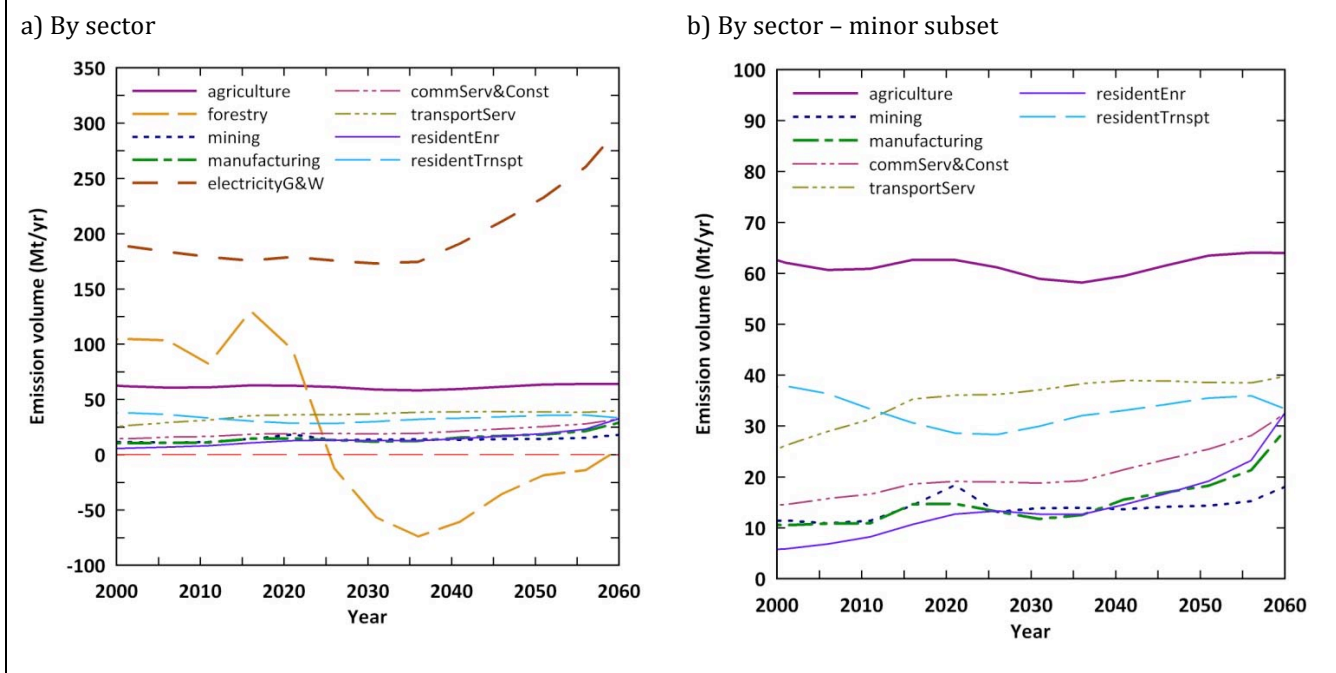 a) By sector
350
300
250
200
150
100
50
0
-50
-100
Emission volume (Mt/yr)
agriculture
forestry
mining
manufacturing
electricityG&W
commServ&Const
transportServ
residentEnr
residentTrnspt
2000 2010 2020 2030 2040 2050 2060
Year
b) By sector – minor subset
100
90
80
70
60
50
40
30
20
10
0
Emission volume (Mt/yr)
agriculture
mining
manufacturing
commServ&Const
transportServ
residentEnr
residentTrnspt
2000 2010 2020 2030 2040 2050 2060
Year